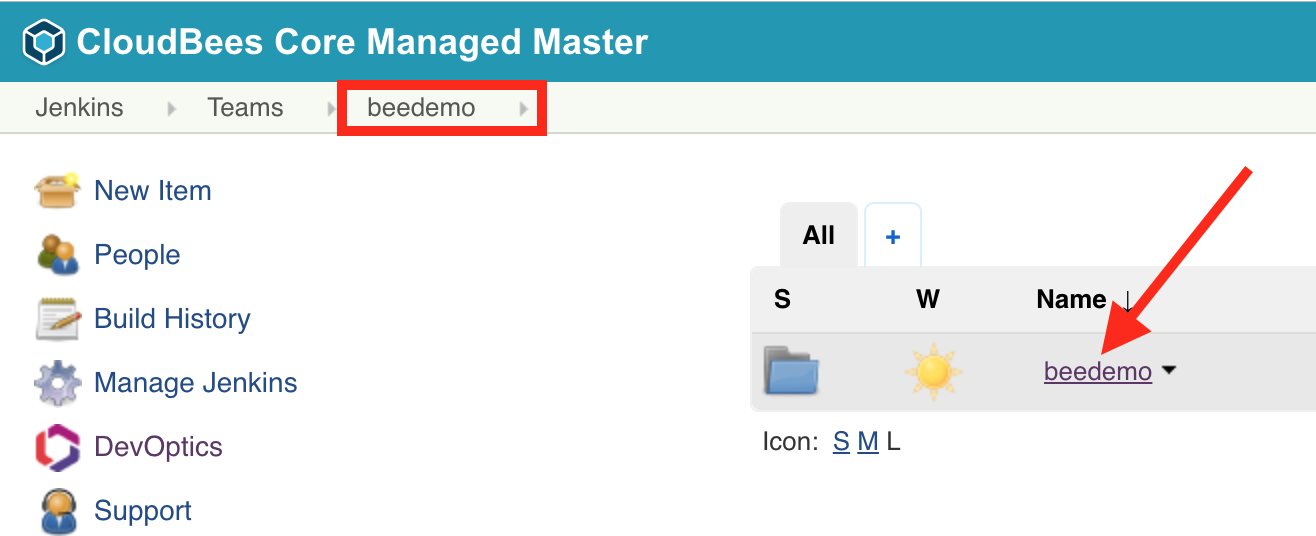 CloudBees Core Managed Master
Jenkins Teams beedemo
New Item
People
Build History
Manage Jenkins
DevOptics
Support
All +
S W Name ↓
beedemo
Icon: S M L